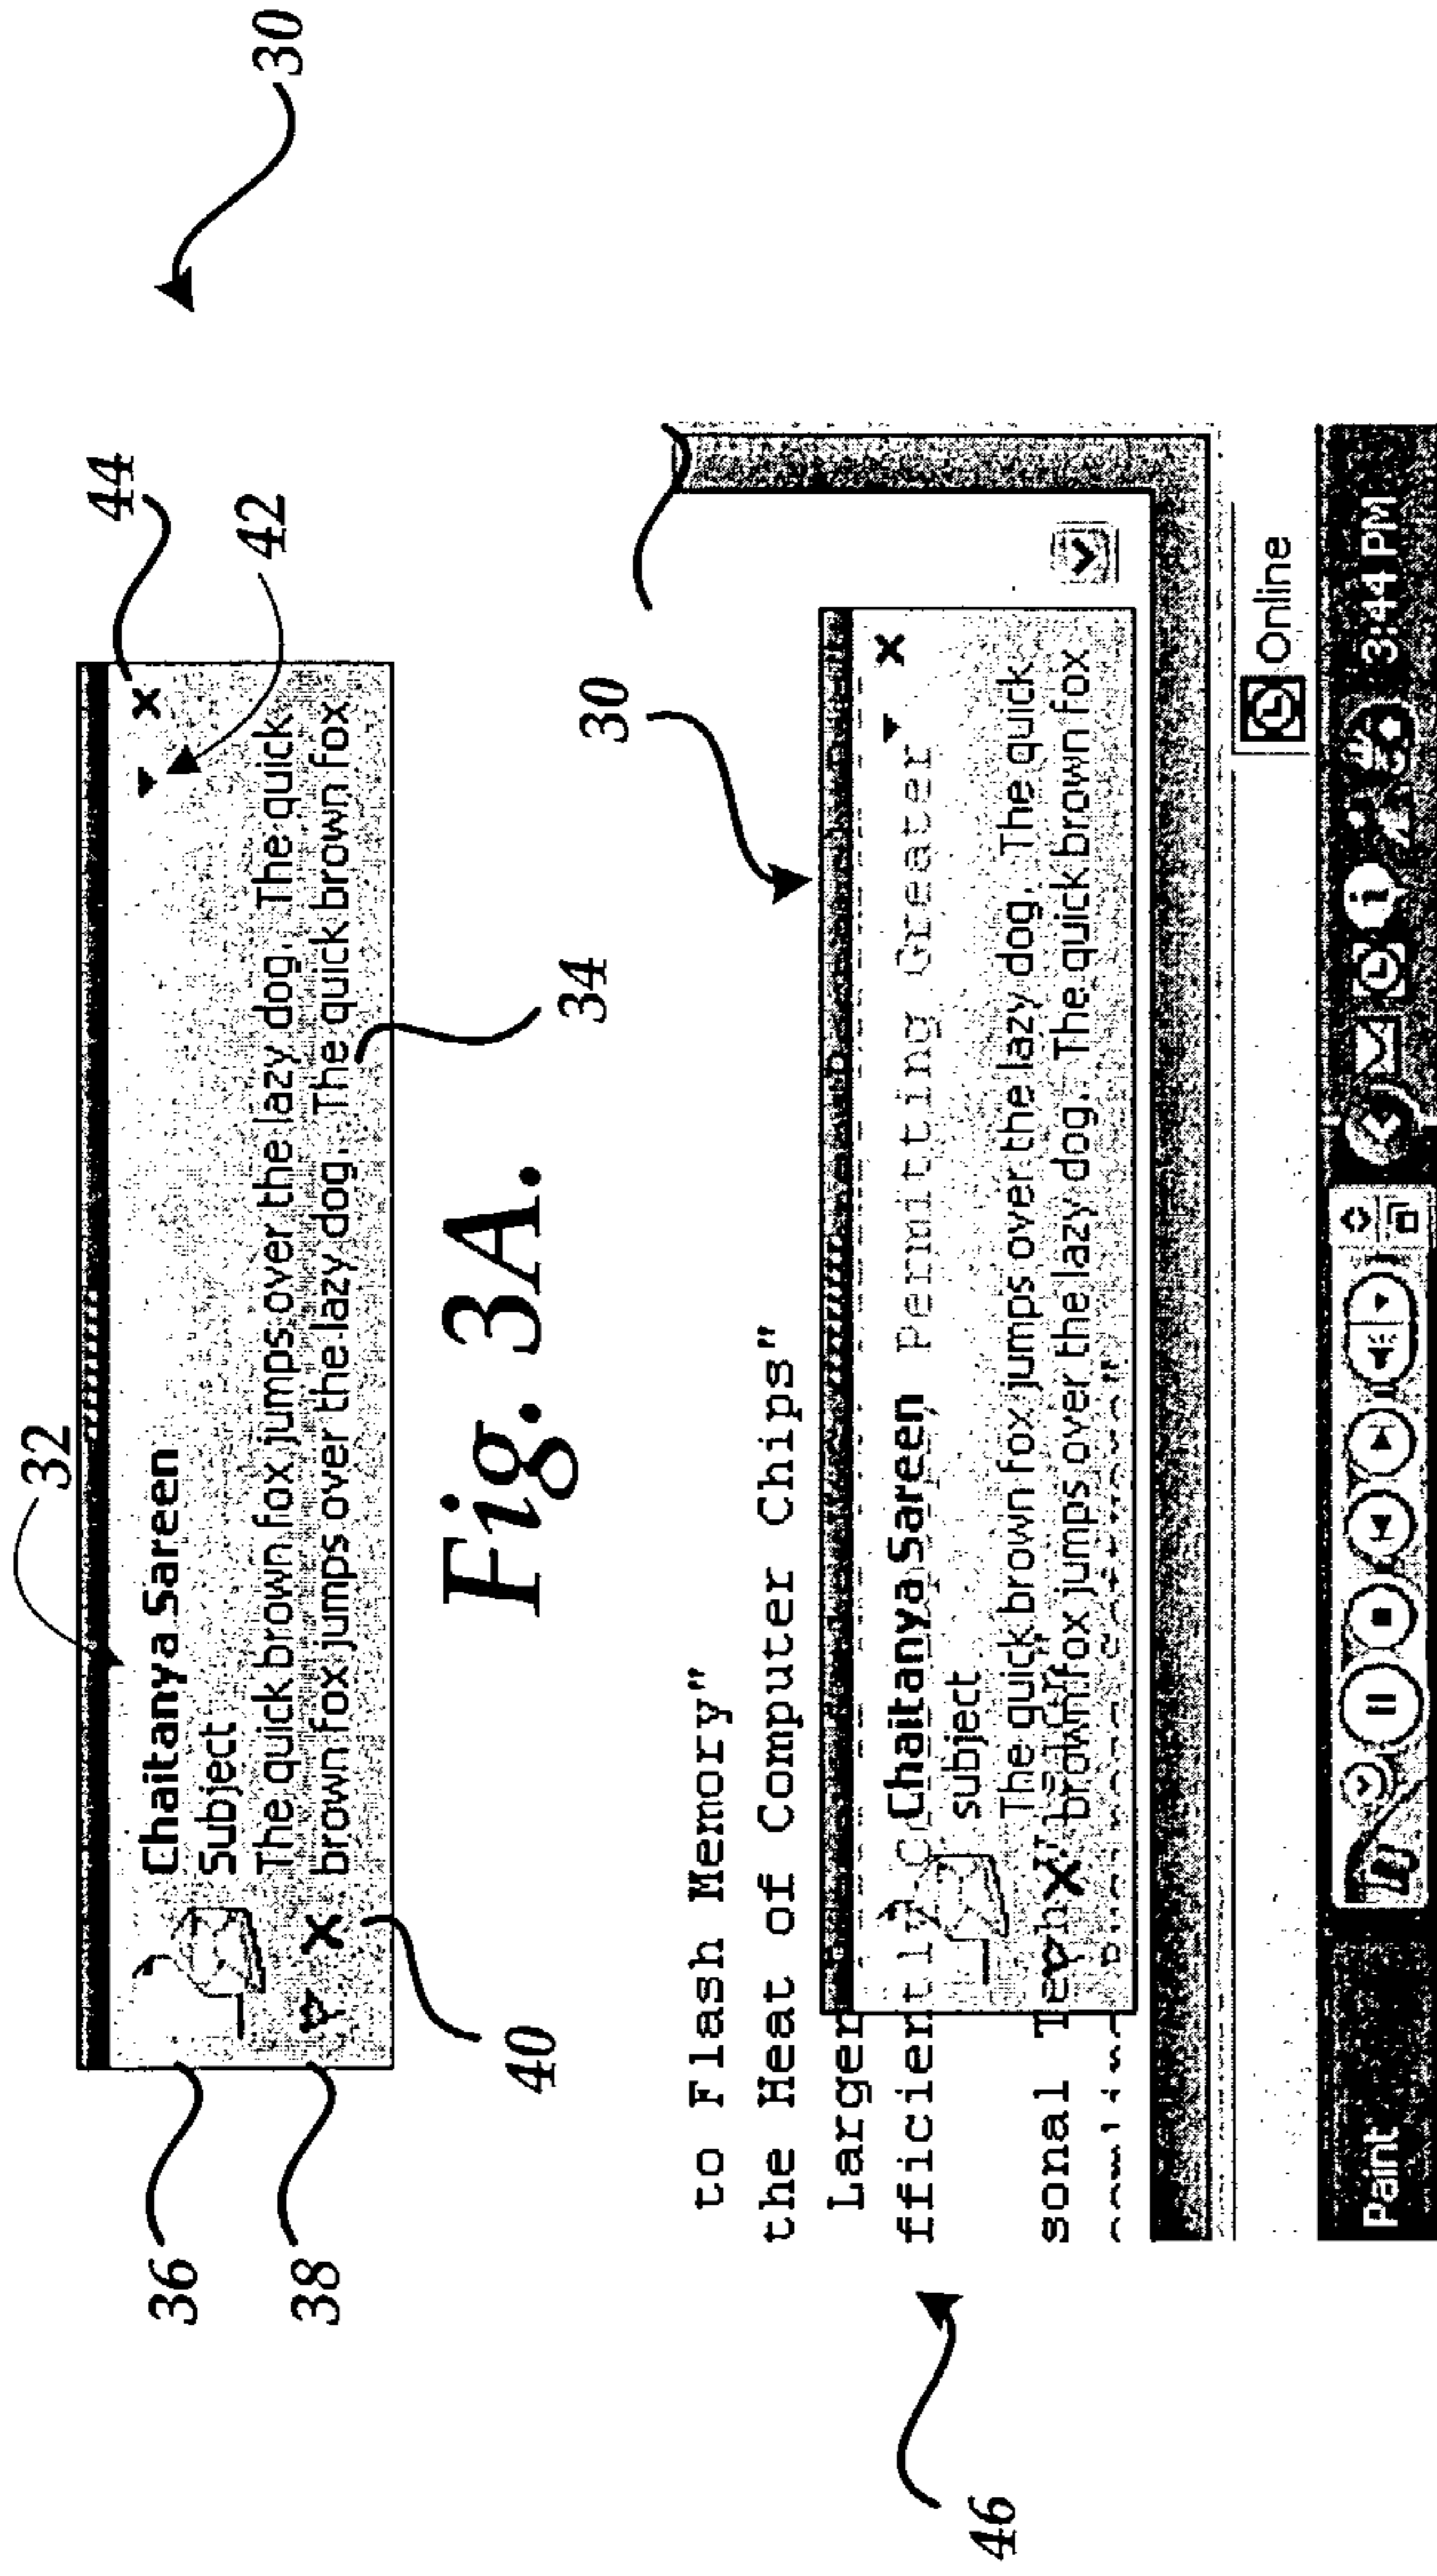 30
32
44
42
Chaitanya Sareen
Subject
The quick brown fox jumps over the lazy dog. The quick
brown fox jumps over the lazy dog. The quick brown fox
36
38
40
34
Fig. 3A.
30
to Flash Memory"
the Heat of Computer Chips"
Larger
fficiently Permitting Greater
Chaitanya Sareen
subject
The quick brown fox jumps over the lazy dog. The quick
brown fox jumps over the lazy dog. The quick brown fox
sonal
46
Online
Paint
3:44 PM